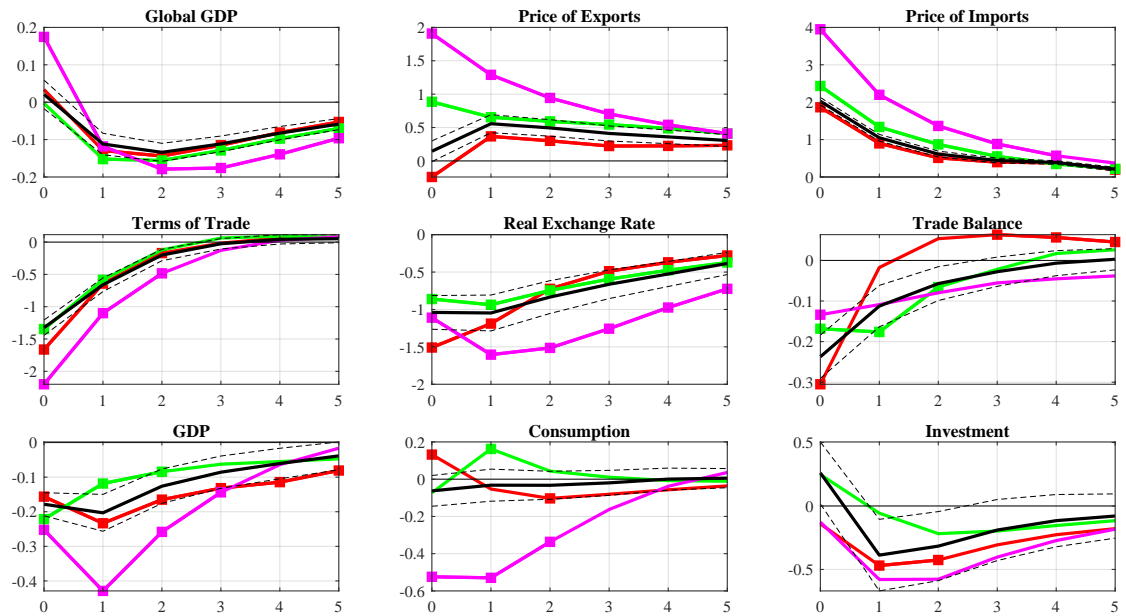 Global GDP
0.2
0.1
0
-0.1
-0.2
0 1 2 3 4 5
Price of Exports
2
1.5
1
0.5
0
0 1 2 3 4 5
Price of Imports
4
3
2
1
0
0 1 2 3 4 5
Terms of Trade
0
-0.5
-1
-1.5
-2
0 1 2 3 4 5
Real Exchange Rate
0
-0.5
-1
-1.5
-2
0 1 2 3 4 5
Trade Balance
0
-0.1
-0.2
-0.3
0 1 2 3 4 5
GDP
0
-0.1
-0.2
-0.3
-0.4
0 1 2 3 4 5
Consumption
0.2
0
-0.2
-0.4
-0.6
0 1 2 3 4 5
Investment
0.5
0
-0.5
0 1 2 3 4 5